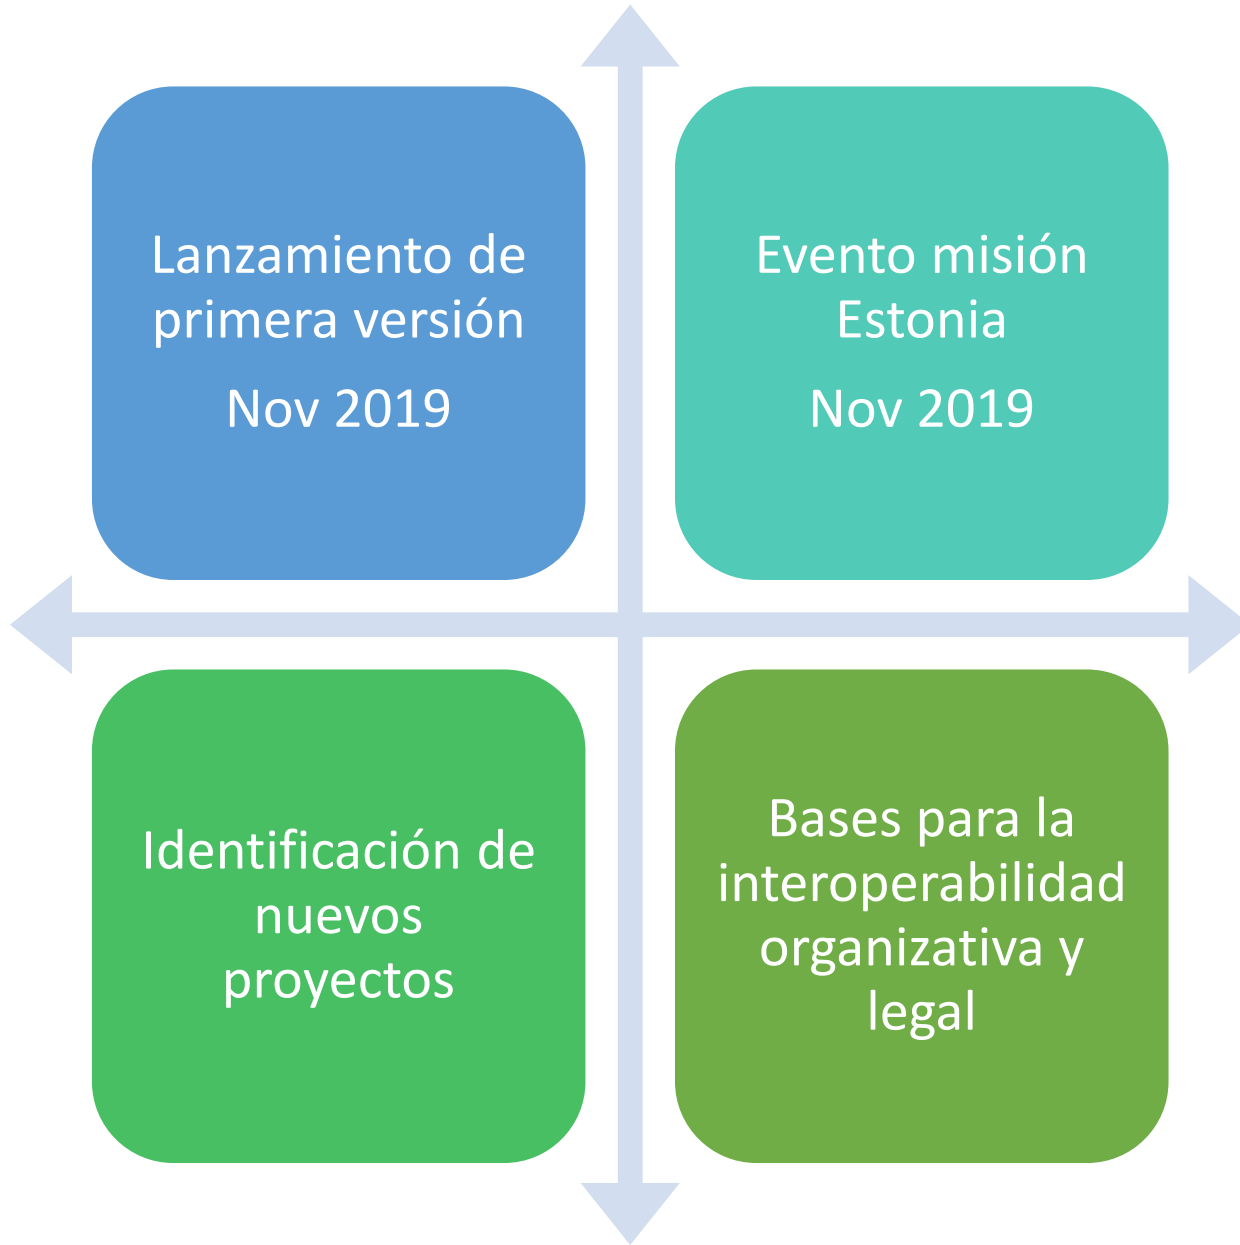 Lanzamiento de
primera versión
Nov 2019
Evento misión
Estonia
Nov 2019
Identificación de
nuevos
proyectos
Bases para la
interoperabilidad
organizativa y
legal